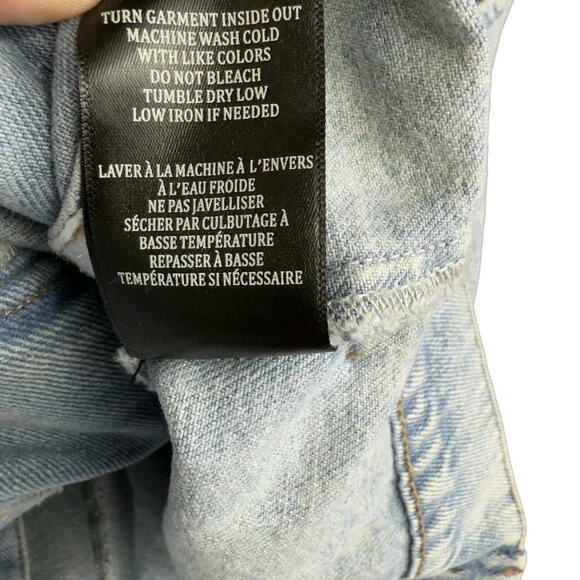 TURN GARMENT INSIDE OUT
MACHINE WASH COLD
WITH LIKE COLORS
DO NOT BLEACH
TUMBLE DRY LOW
LOW IRON IF NEEDED
LAVER À LA MACHINE À L'ENVERS
À L'EAU FROIDE
NE PAS JAVELLISER
SÉCHER PAR CULBUTAGE À
BASSE TEMPÉRATURE
REPASSER À BASSE
TEMPÉRATURE SI NÉCESSAIRE